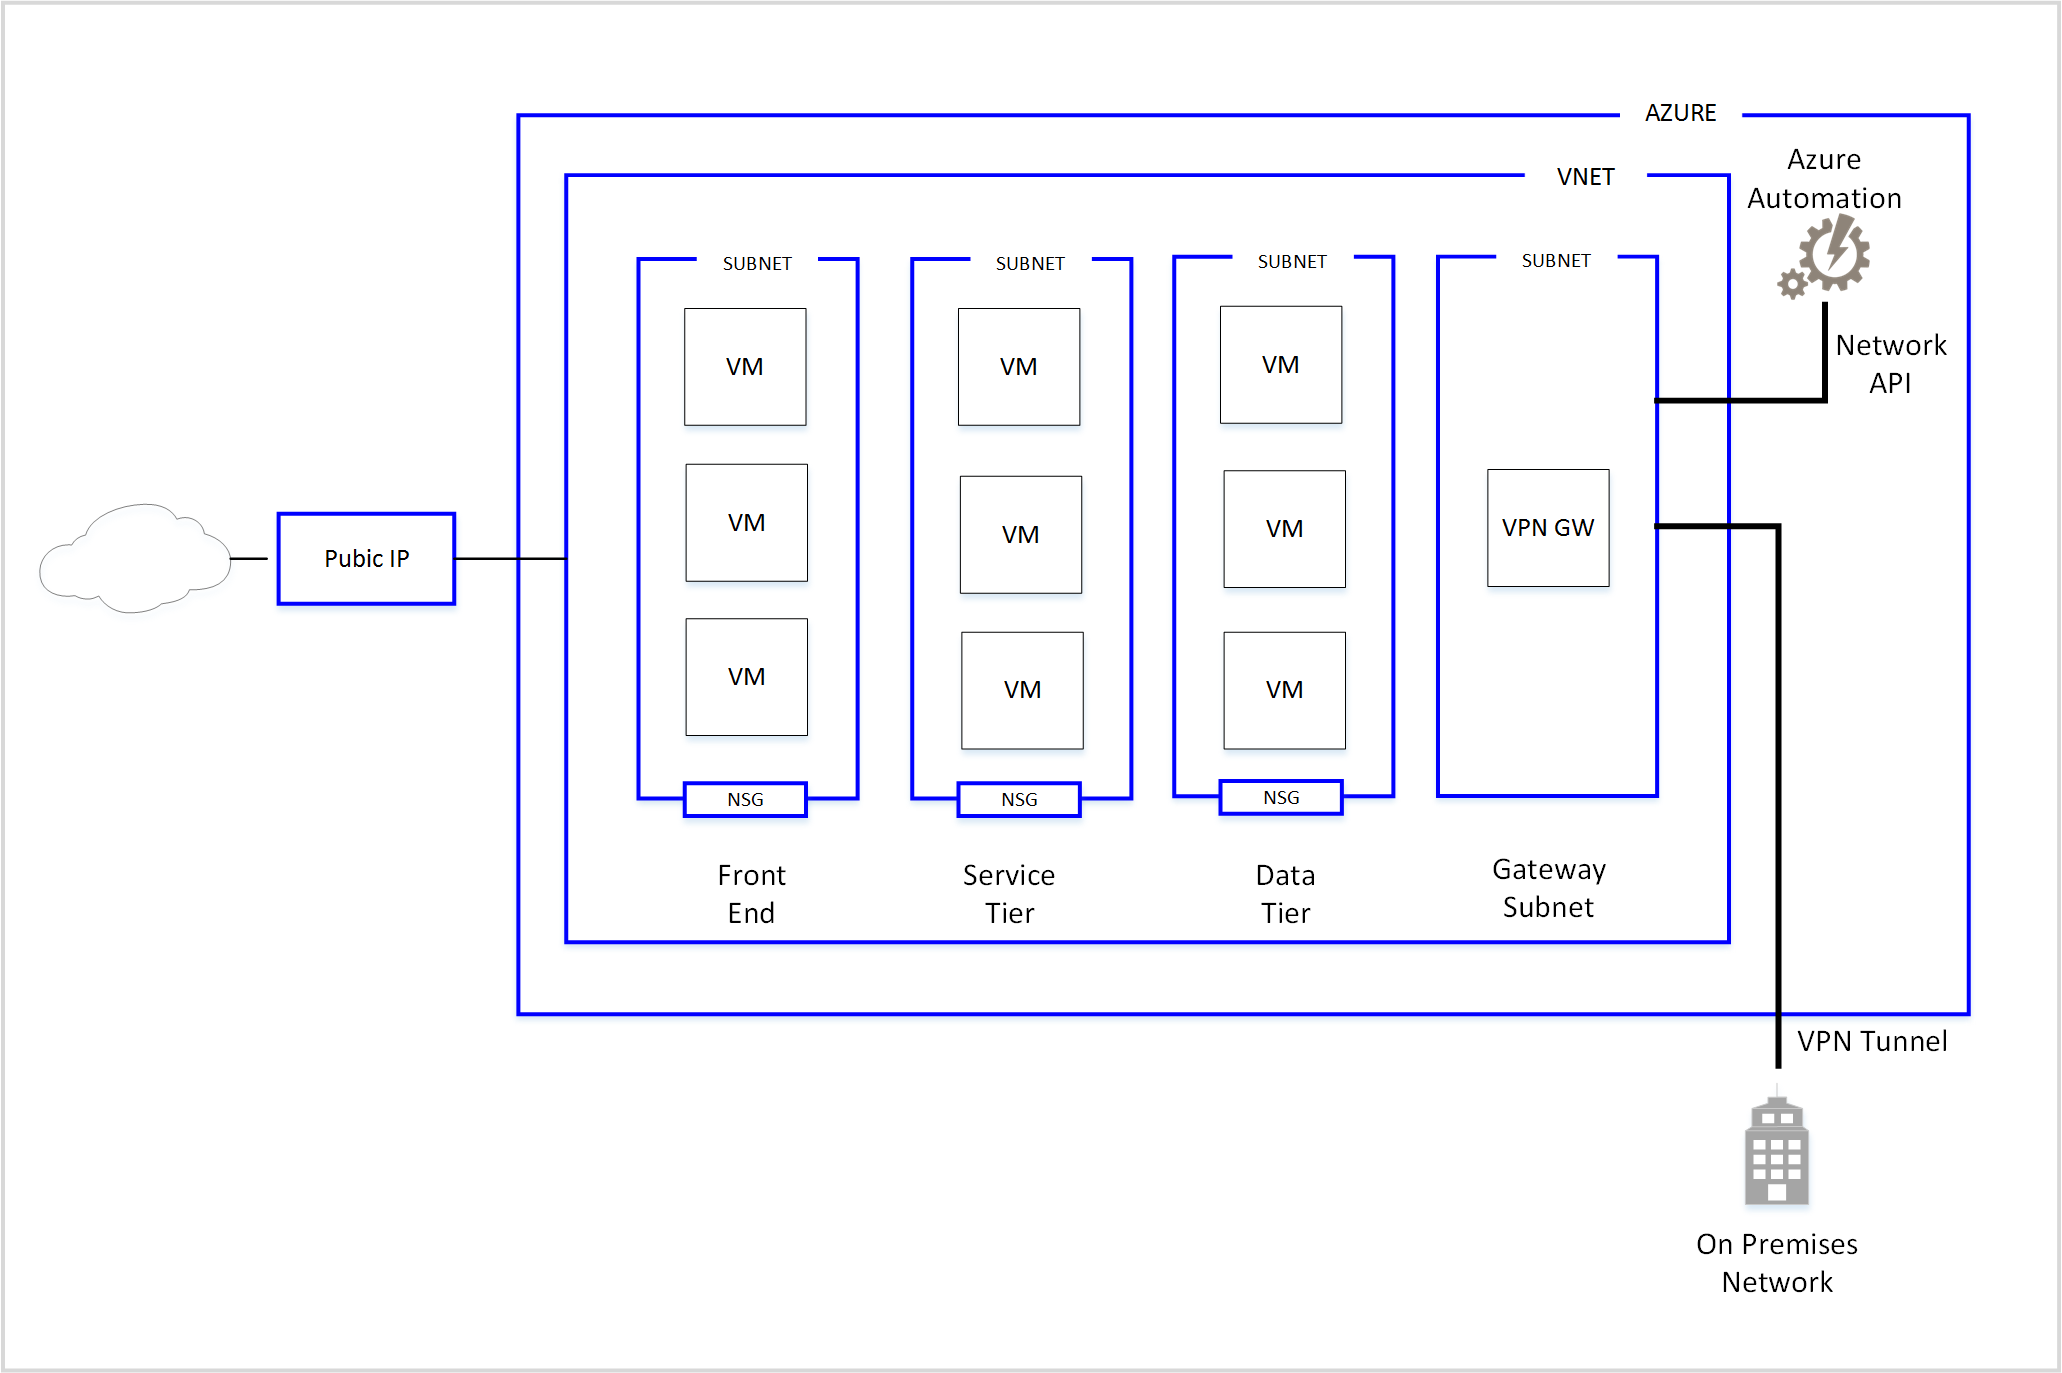 AZURE
VNET
Azure
Automation
Network
API
SUBNET
VM
VM
VM
NSG
Front
End
SUBNET
VM
VM
VM
NSG
Service
Tier
SUBNET
VM
VM
VM
NSG
Data
Tier
SUBNET
VPN GW
Gateway
Subnet
Pubic IP
VPN Tunnel
On Premises
Network